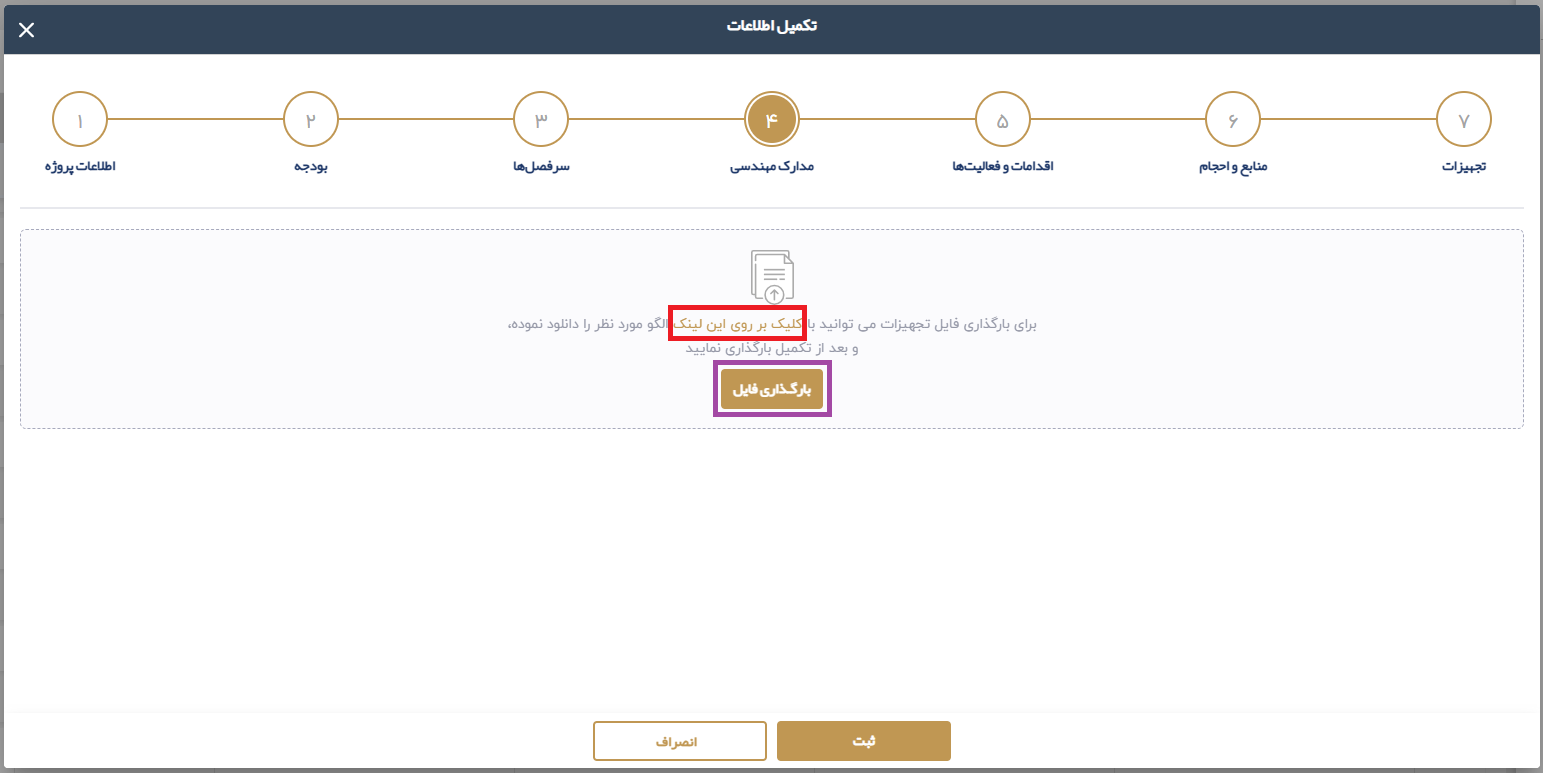 تکمیل اطلاعات
۱
۲
۳
۴
۵
۶
۷
اطلاعات پروژه
بودجه
سرفصل‌ها
مدارک مهندسی
اقدامات و فعالیت‌ها
منابع و احجام
تجهیزات
برای بارگذاری فایل تجهیزات می توانید با کلیک بر روی این لینک الگو مورد نظر را دانلود نموده،
و بعد از تکمیل بارگذاری نمایید
بارگذاری فایل
ثبت
انصراف